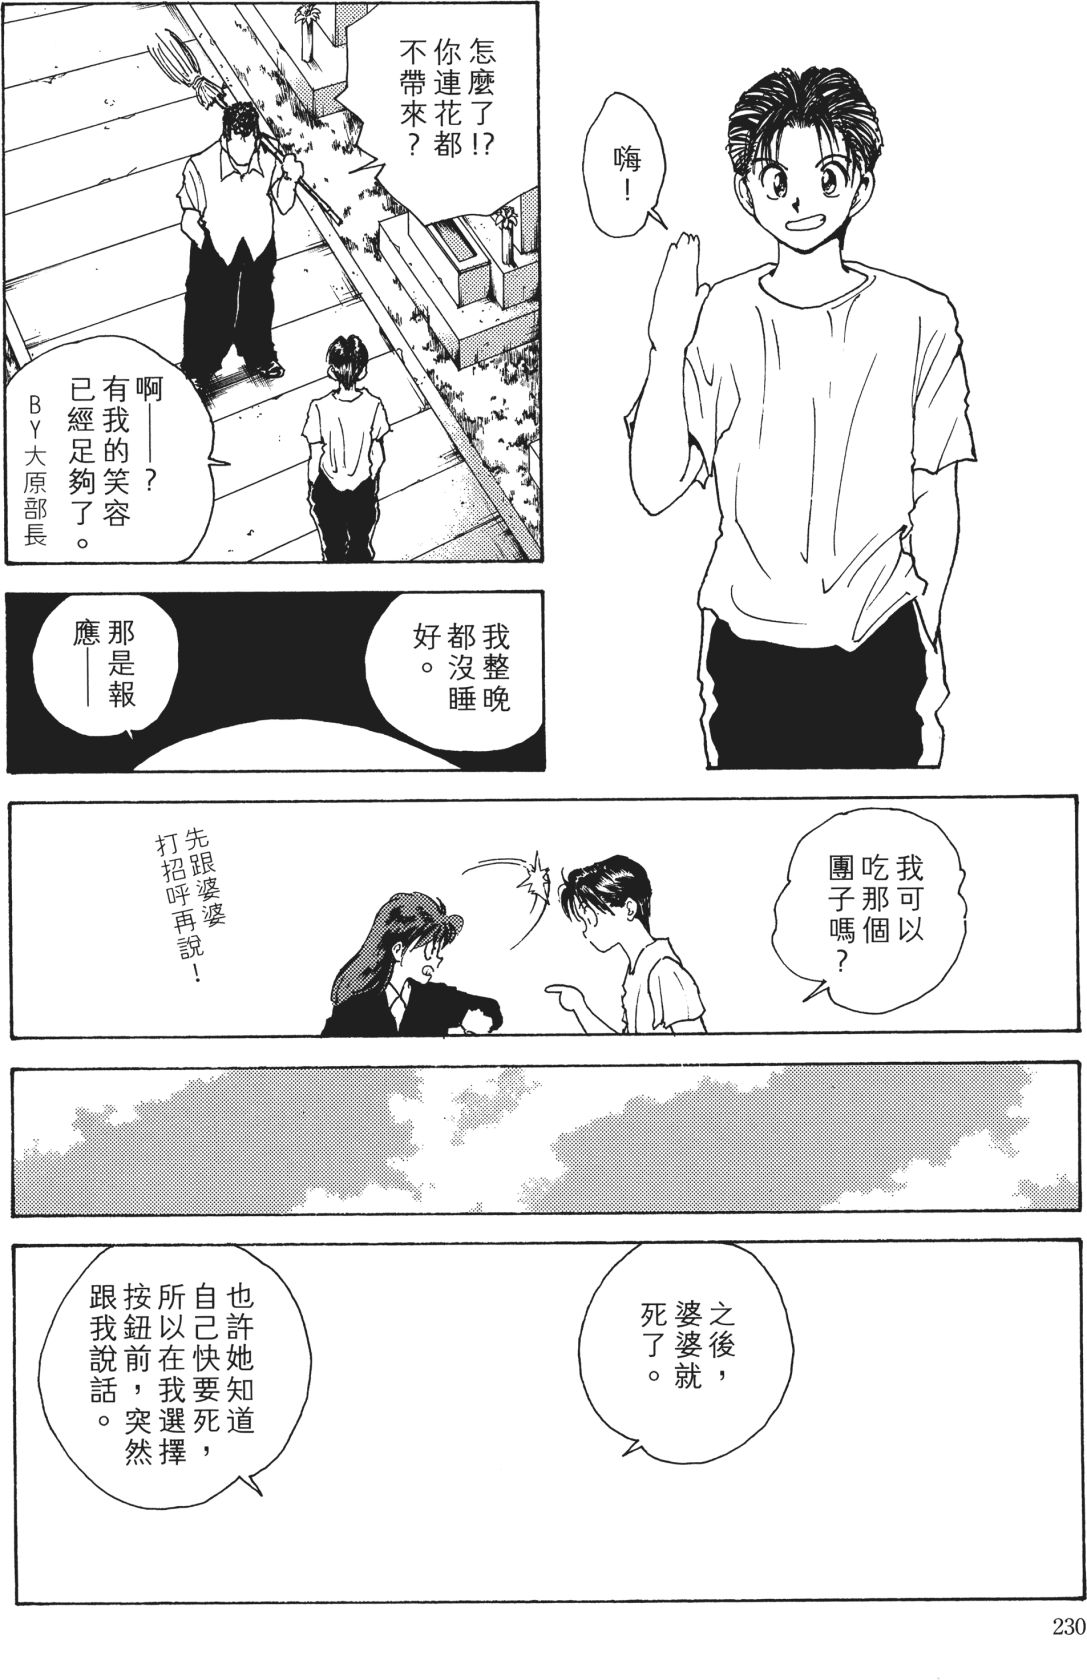 嗨！
怎麼了!?
你連花都
不帶來？
啊——？
有我的笑容
已經足夠了。
ＢＹ大原部長
我整晚
都沒睡
好。
那是報
應——
我可以
吃那個
團子嗎？
先跟婆婆
打招呼再說！
之後，
婆婆就
死了。
也許她知道
自己快要死，
所以在我選擇
按鈕前，突然
跟我說話。
230